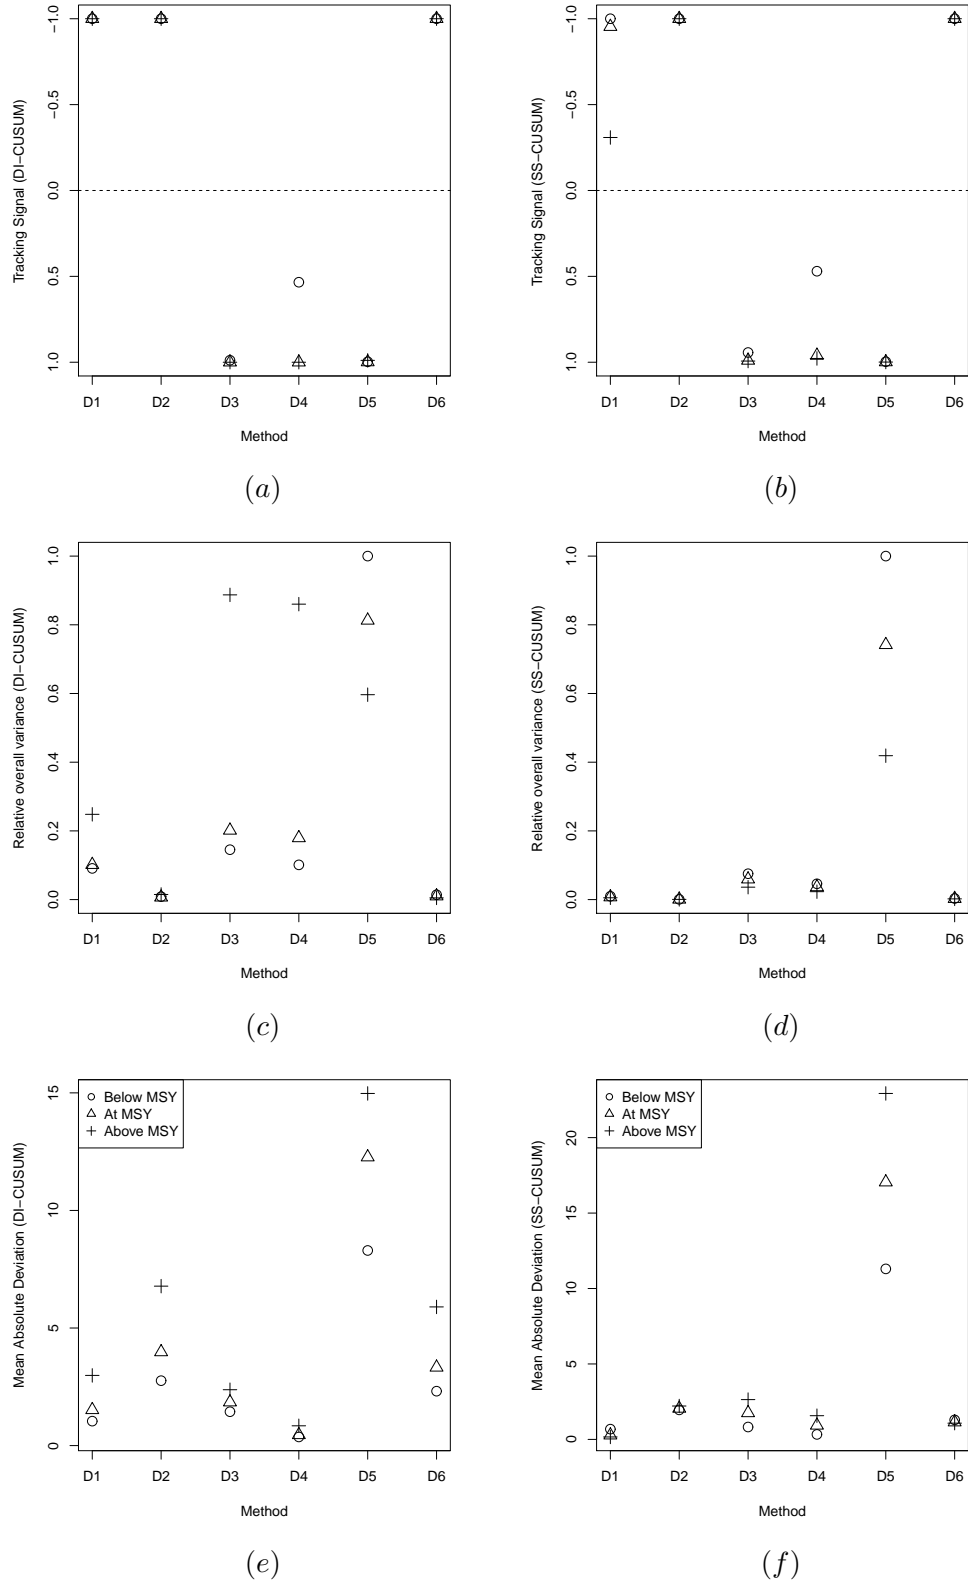 Tracking Signal (DI−CUSUM)
−1.0
−0.5
0.0
0.5
1.0
D1 D2 D3 D4 D5 D6
Method
(a)
Tracking Signal (SS−CUSUM)
−1.0
−0.5
0.0
0.5
1.0
D1 D2 D3 D4 D5 D6
Method
(b)
Relative overall variance (DI−CUSUM)
1.0
0.8
0.6
0.4
0.2
0.0
D1 D2 D3 D4 D5 D6
Method
(c)
Relative overall variance (SS−CUSUM)
1.0
0.8
0.6
0.4
0.2
0.0
D1 D2 D3 D4 D5 D6
Method
(d)
Mean Absolute Deviation (DI−CUSUM)
15
10
5
0
Below MSY
At MSY
Above MSY
D1 D2 D3 D4 D5 D6
Method
(e)
Mean Absolute Deviation (SS−CUSUM)
20
15
10
5
0
Below MSY
At MSY
Above MSY
D1 D2 D3 D4 D5 D6
Method
(f)